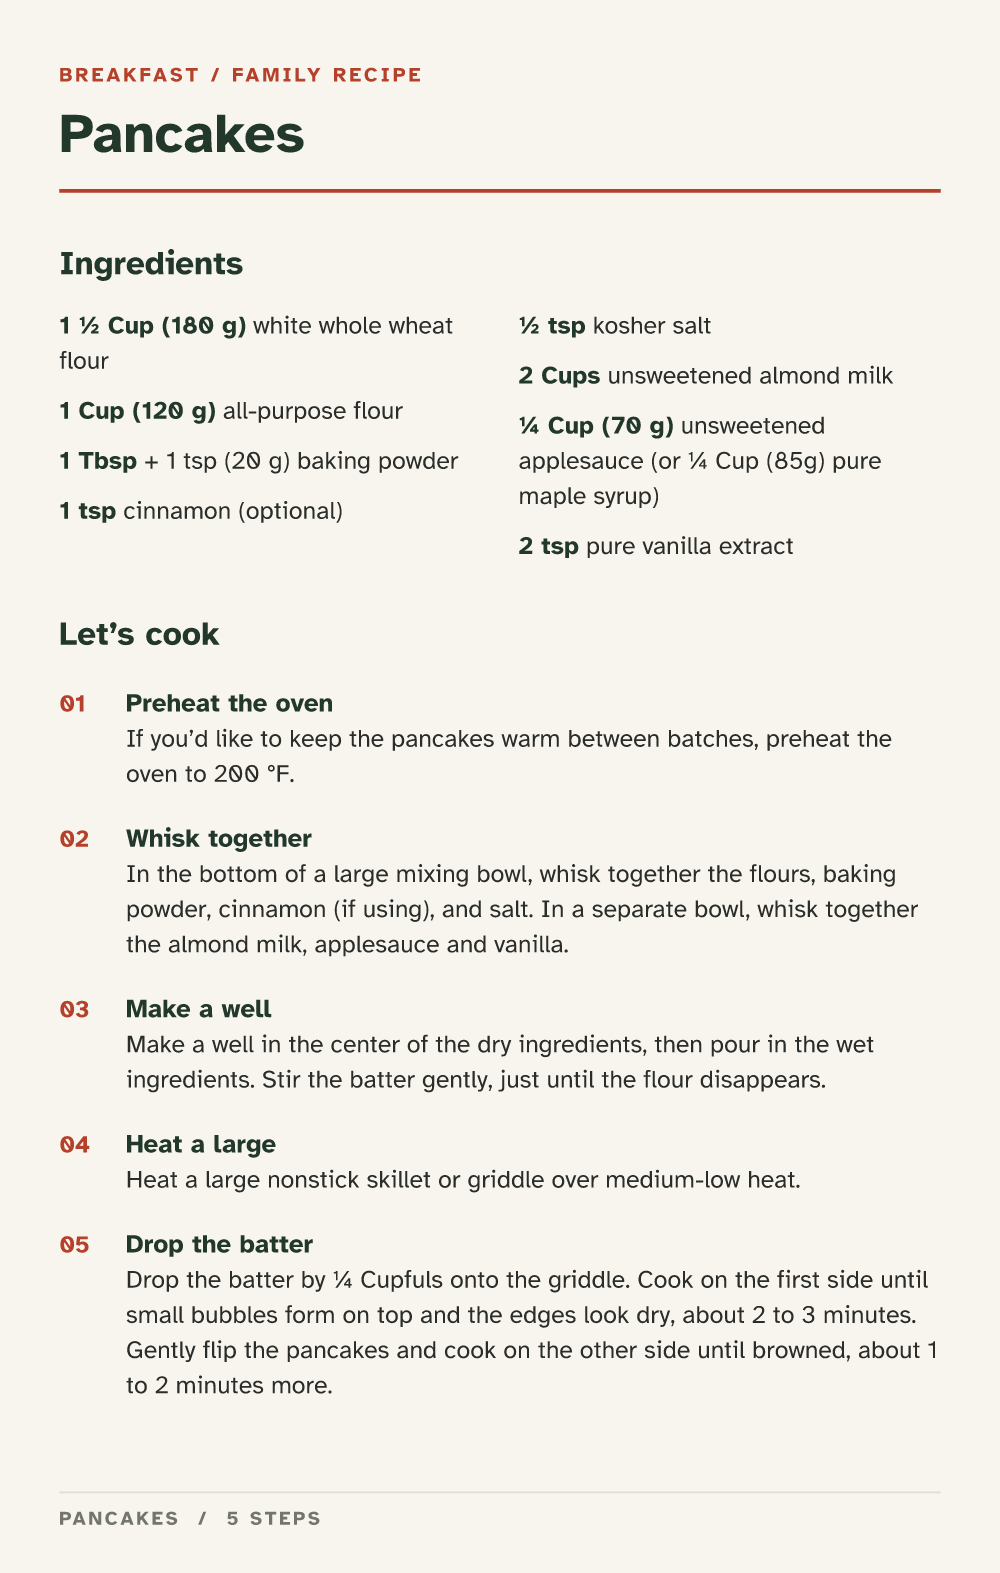 BREAKFAST / FAMILY RECIPE
Pancakes
Ingredients
1 ½ Cup (180 g) white whole wheat
flour
1 Cup (120 g) all-purpose flour
1 Tbsp + 1 tsp (20 g) baking powder
1 tsp cinnamon (optional)
½ tsp kosher salt
2 Cups unsweetened almond milk
¼ Cup (70 g) unsweetened
applesauce (or ¼ Cup (85g) pure
maple syrup)
2 tsp pure vanilla extract
Let’s cook
01 Preheat the oven
If you’d like to keep the pancakes warm between batches, preheat the
oven to 200 °F.
02 Whisk together
In the bottom of a large mixing bowl, whisk together the flours, baking
powder, cinnamon (if using), and salt. In a separate bowl, whisk together
the almond milk, applesauce and vanilla.
03 Make a well
Make a well in the center of the dry ingredients, then pour in the wet
ingredients. Stir the batter gently, just until the flour disappears.
04 Heat a large
Heat a large nonstick skillet or griddle over medium-low heat.
05 Drop the batter
Drop the batter by ¼ Cupfuls onto the griddle. Cook on the first side until
small bubbles form on top and the edges look dry, about 2 to 3 minutes.
Gently flip the pancakes and cook on the other side until browned, about 1
to 2 minutes more.
PANCAKES / 5 STEPS